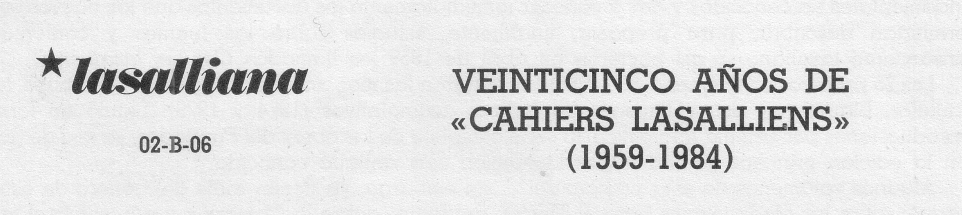 ★lasalliana
02-B-06
VEINTICINCO AÑOS DE
«CAHIERS LASALLIENS»
(1959-1984)